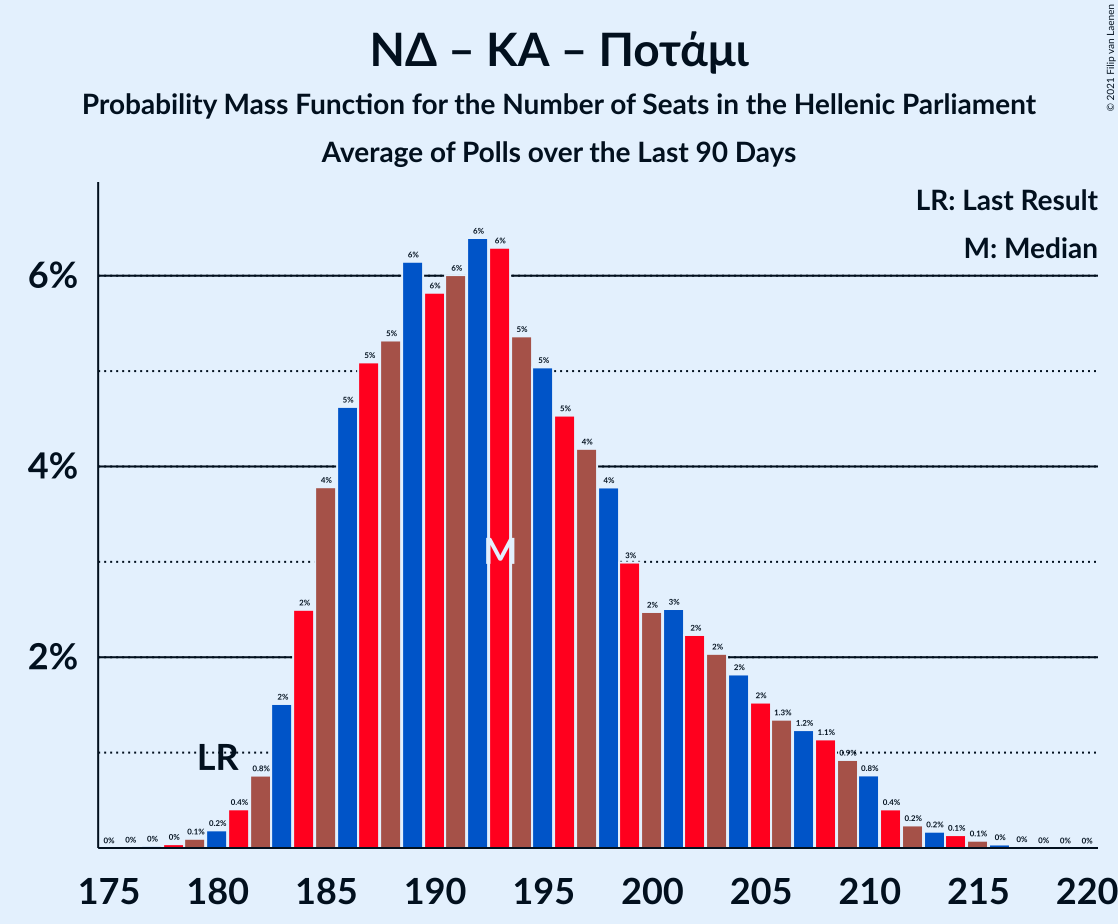 ΝΔ – ΚΑ – Ποτάμι
Probability Mass Function for the Number of Seats in the Hellenic Parliament
Average of Polls over the Last 90 Days
© 2021 Filip van Laenen
LR: Last Result
M: Median
6%
4%
2%
0% 0% 0% 0% 0.1% 0.2% 0.4% 0.8% 2% 2% 4% 5% 5% 5% 6% 6% 6% 6% 6% 5% 5% 5% 4% 4% 3% 2% 3% 2% 2% 2% 2% 1.3% 1.2% 1.1% 0.9% 0.8% 0.4% 0.2% 0.2% 0.1% 0.1% 0% 0% 0% 0% 0%
M
LR
175 180 185 190 195 200 205 210 215 220